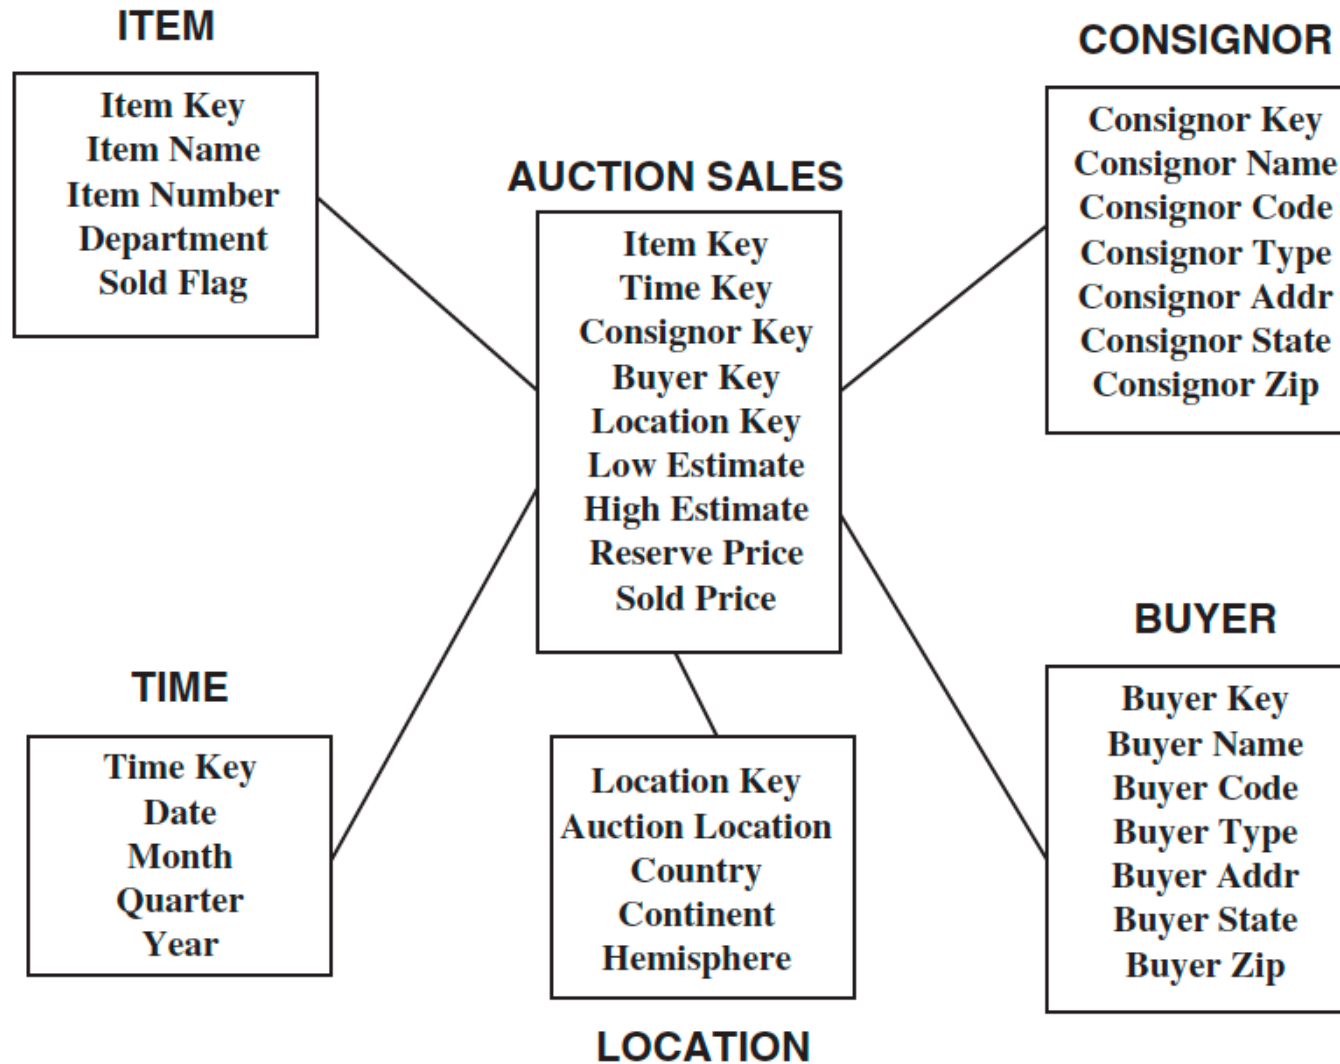 ITEM
Item Key
Item Name
Item Number
Department
Sold Flag
CONSIGNOR
Consignor Key
Consignor Name
Consignor Code
Consignor Type
Consignor Addr
Consignor State
Consignor Zip
AUCTION SALES
Item Key
Time Key
Consignor Key
Buyer Key
Location Key
Low Estimate
High Estimate
Reserve Price
Sold Price
TIME
Time Key
Date
Month
Quarter
Year
Location Key
Auction Location
Country
Continent
Hemisphere
LOCATION
BUYER
Buyer Key
Buyer Name
Buyer Code
Buyer Type
Buyer Addr
Buyer State
Buyer Zip